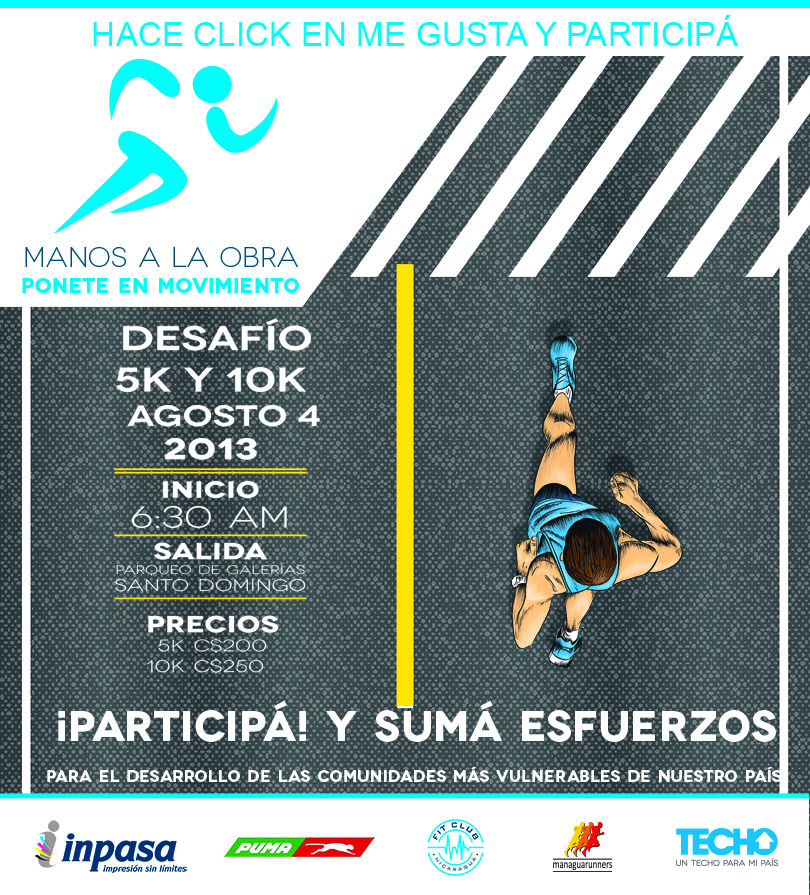 HACE CLICK EN ME GUSTA Y PARTICIPÁ
MANOS A LA OBRA
PONETE EN MOVIMIENTO
DESAFÍO
5K Y 10K
AGOSTO 4
2013
INICIO
6:30 AM
SALIDA
PARQUEO DE GALERÍAS
SANTO DOMINGO
PRECIOS
5K C$200
10K C$250
¡PARTICIPÁ! Y SUMÁ ESFUERZOS
PARA EL DESARROLLO DE LAS COMUNIDADES MÁS VULNERABLES DE NUESTRO PAÍS
inpasa
Impresión sin límites
PUMA
FIT CLUB
NICARAGUA
managuarunners
TECHO
UN TECHO PARA MI PAÍS